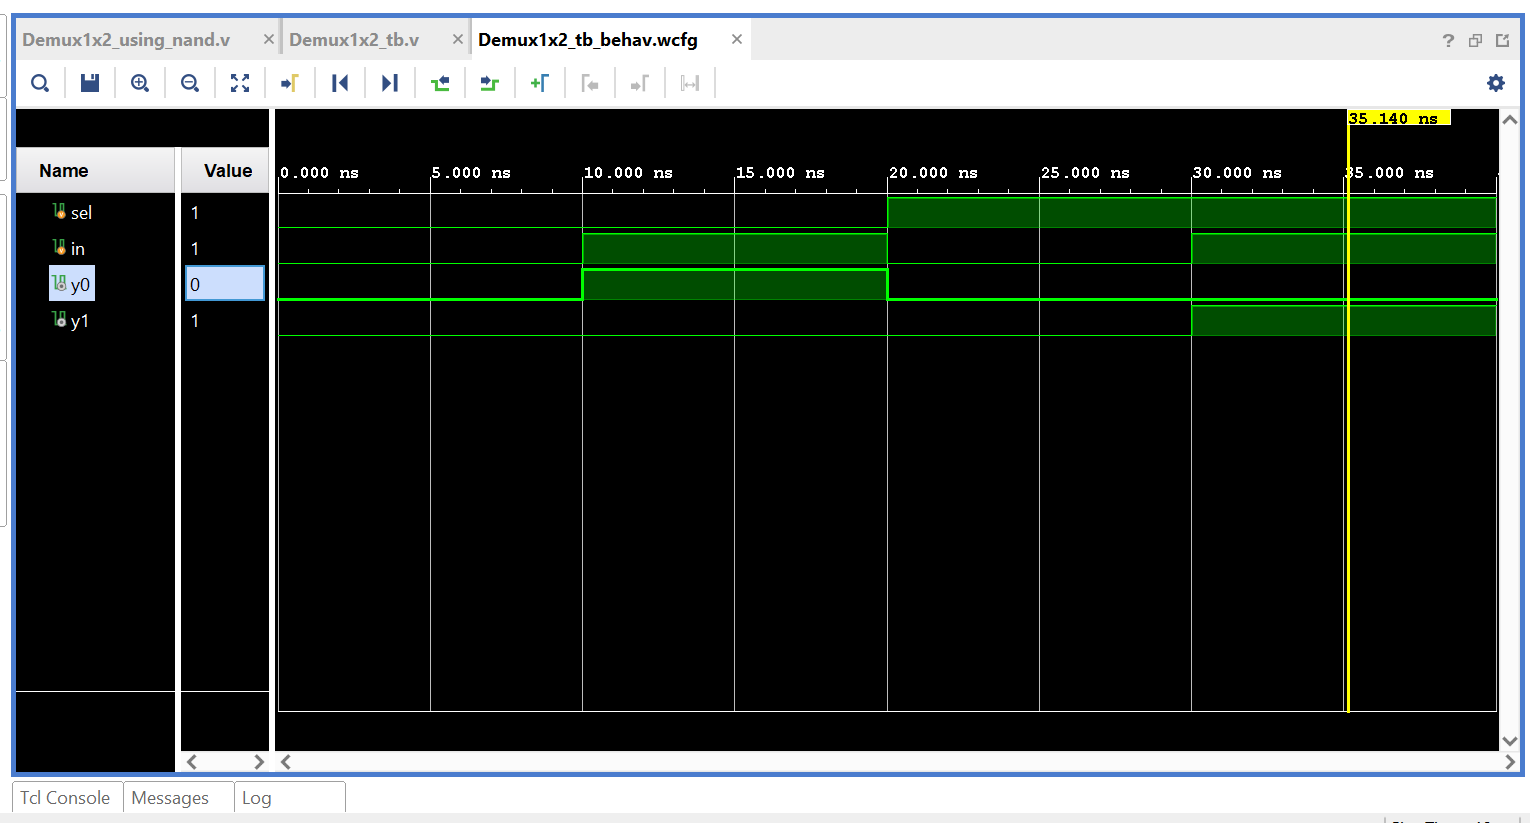 Demux1x2_using_nand.v
Demux1x2_tb.v
Demux1x2_tb_behav.wcfg
35.140 ns
Name
Value
0.000 ns
5.000 ns
10.000 ns
15.000 ns
20.000 ns
25.000 ns
30.000 ns
35.000 ns
sel
1
in
1
y0
0
y1
1
Tcl Console
Messages
Log